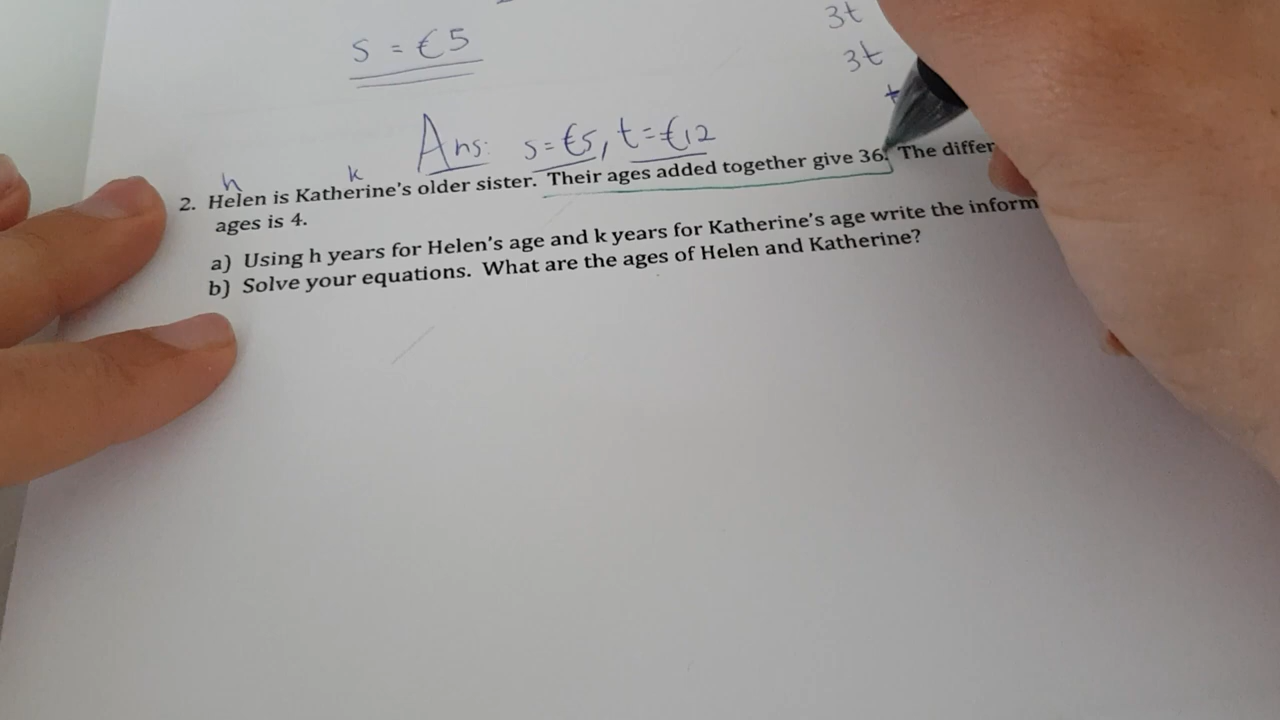 s = €5
3t
3t
t
Ans: s=€5, t=€12
h k
2. Helen is Katherine's older sister. Their ages added together give 36. The differ
ages is 4.
a) Using h years for Helen's age and k years for Katherine's age write the inform
b) Solve your equations. What are the ages of Helen and Katherine?